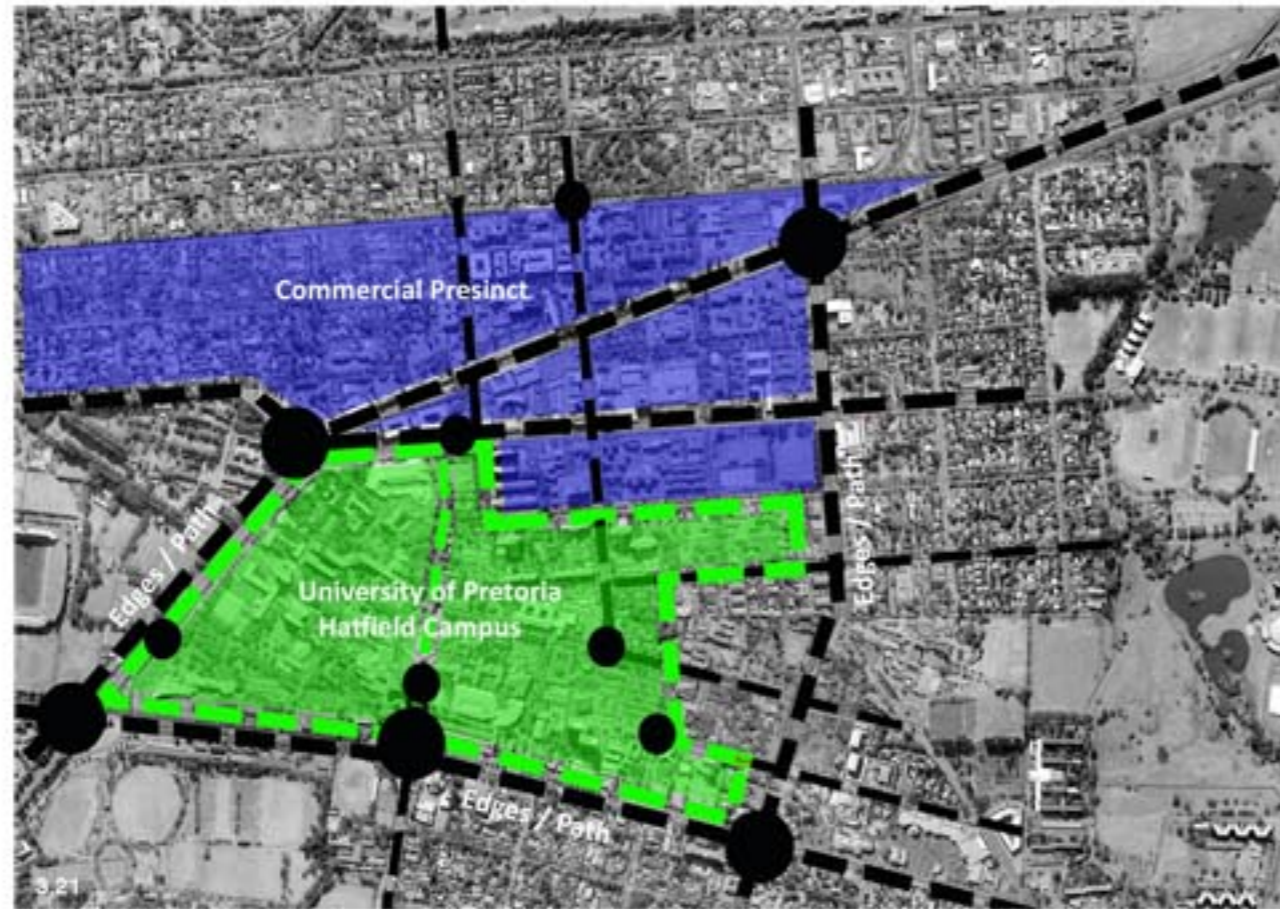 Commercial Presinct
Edges / Path
Edges / Path
University of Pretoria
Hatfield Campus
Edges / Path
3.21